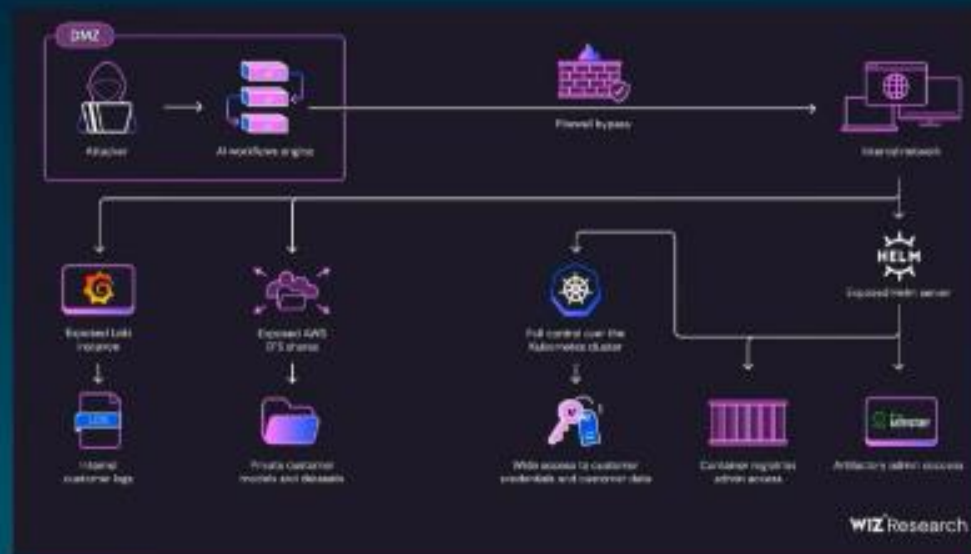 DMZ
Attacker
AI workflows engine
Firewall bypass
Internal network
HELM
Exposed Helm server
Exposed Loki
instance
Exposed AWS
EFS shares
Full control over the
Kubernetes cluster
LOG
Internal
customer logs
Private customer
models and datasets
Wide access to customer
credentials and customer data
Container registries
admin access
Artifactory admin access
WIZ Research